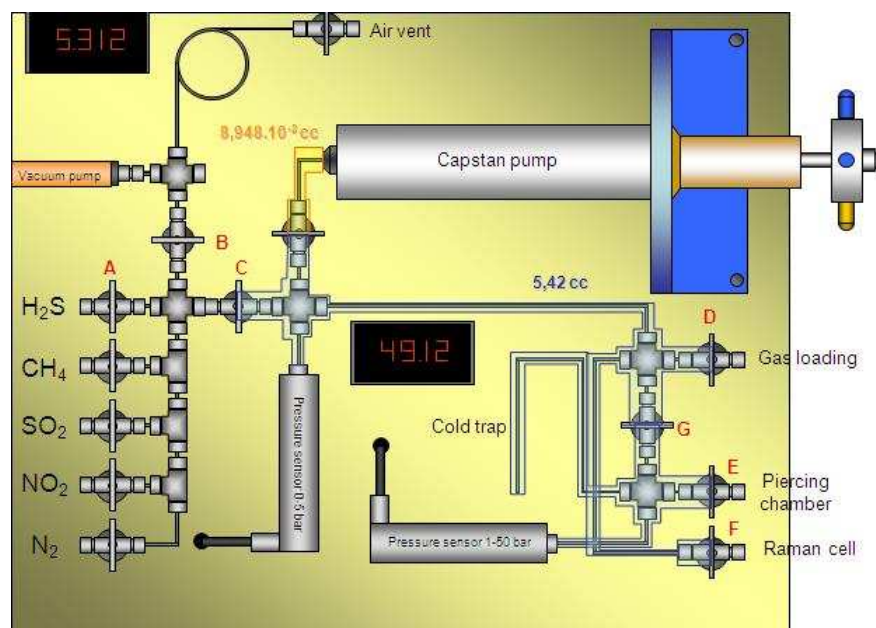 5.312
Air vent
8,948.10⁻³ cc
Capstan pump
Vacuum pump
B
A
C
H₂S
5,42 cc
D
49.12
CH₄
Gas loading
SO₂
Cold trap
G
Pressure sensor 0-5 bar
E
NO₂
Piercing
chamber
F
N₂
Pressure sensor 1-50 bar
Raman cell